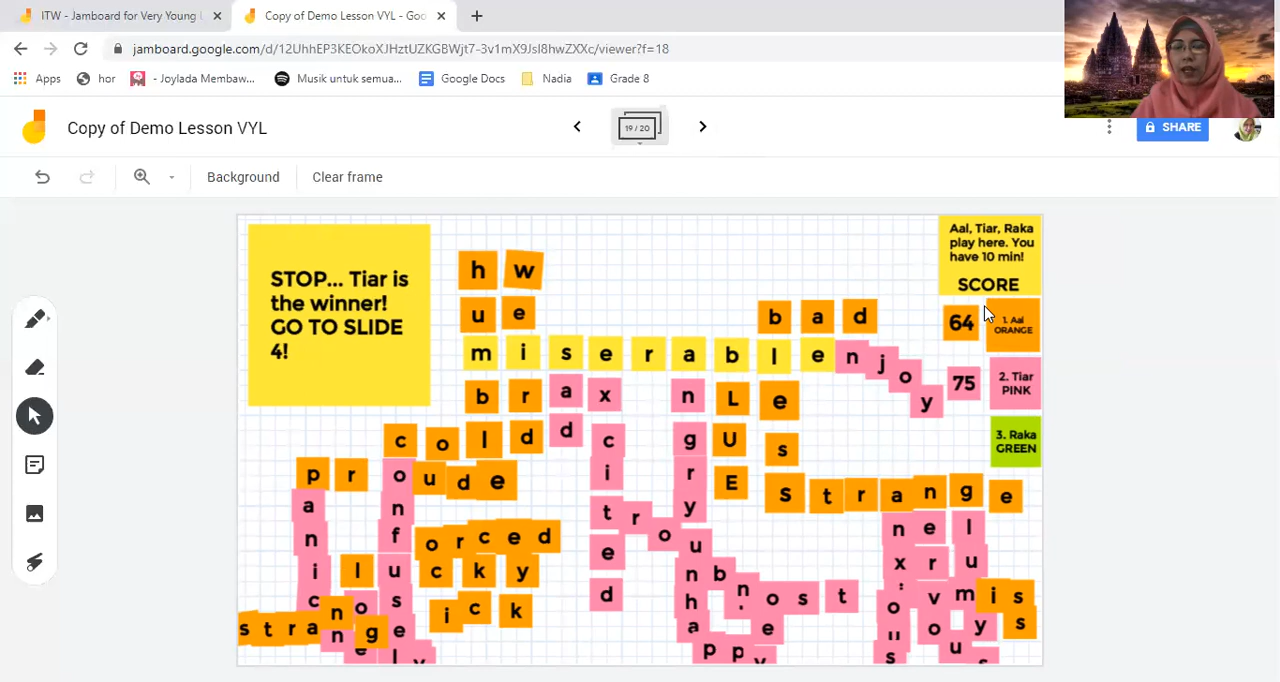 ITW - Jamboard for Very Young
Copy of Demo Lesson VYL - Goo
jamboard.google.com/d/12UhhEP3KEOkoXJHztUZKGBWjt7-3v1mX9Jsl8hwZXXc/viewer?f=18
Apps
hor
- Joylada Membaw...
Musik untuk semua...
Google Docs
Nadia
Grade 8
Copy of Demo Lesson VYL
19 / 20
SHARE
Background
Clear frame
STOP... Tiar is
the winner!
GO TO SLIDE
4!
Aal, Tiar, Raka
play here. You
have 10 min!
SCORE
64
1. Aal
ORANGE
75
2. Tiar
PINK
3. Raka
GREEN
h w
u e
b a d
m i s e r a b l e n j o y
b r a x n L e
c o l d d c g U s
p r o u d e i r E s t r a n g e
a n y n e l
n f o r c e d t r o u x r u
i l u c k y e n b n o s t v m i s
c n o s i c k d h e o o y s
s t r a n g e a u u
e l y p p y s s